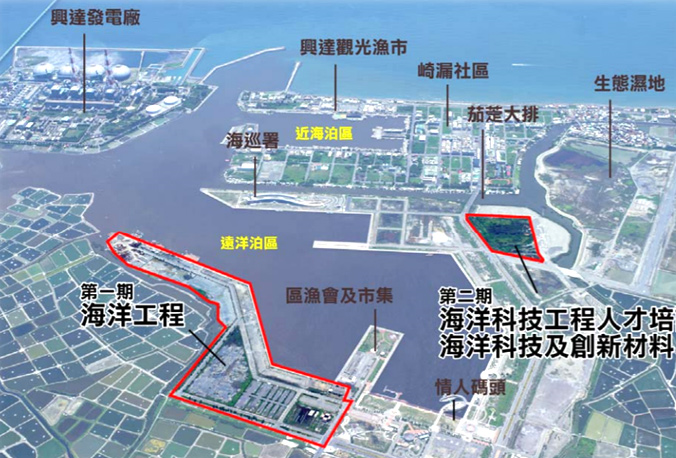 興達發電廠
興達觀光漁市
崎漏社區
生態濕地
茄萣大排
近海泊區
海巡署
遠洋泊區
第一期
海洋工程
區漁會及市集
第二期
海洋科技工程人才培
海洋科技及創新材料
情人碼頭